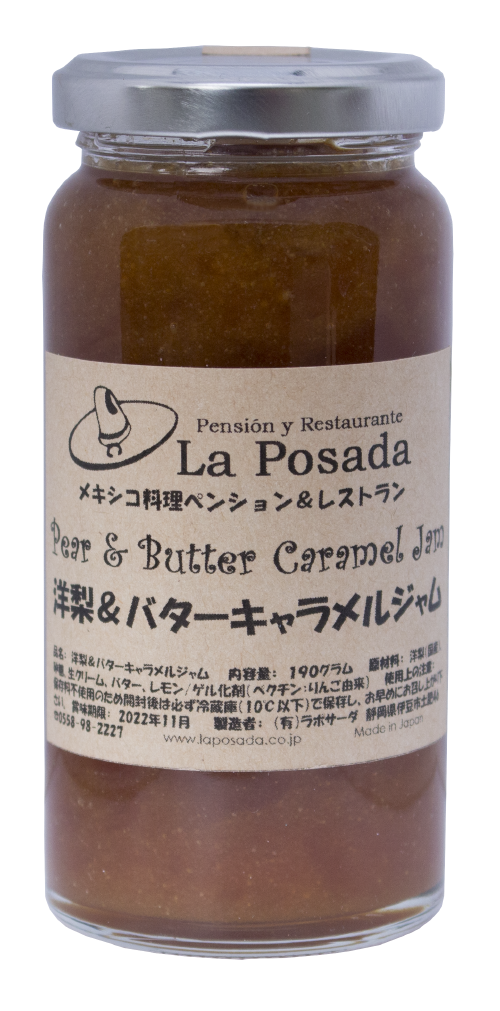 Pensión y Restaurante
La Posada
メキシコ料理ペンション&レストラン
Pear & Butter Caramel Jam
洋梨&バターキャラメルジャム
品名: 洋梨&バターキャラメルジャム 内容量: 190グラム 原材料: 洋梨(国産)
砂糖、生クリーム、バター、レモン/ゲル化剤(ペクチン:りんご由来) 使用上の注意:
保存料不使用のため開封後は必ず冷蔵庫(10℃以下)で保存し、お早めにお召し上がり下
さい。 賞味期限: 2022年11月 製造者: (有)ラポサーダ 静岡県伊豆市土肥
☎0558-98-2227 www.laposada.co.jp Made in Japan